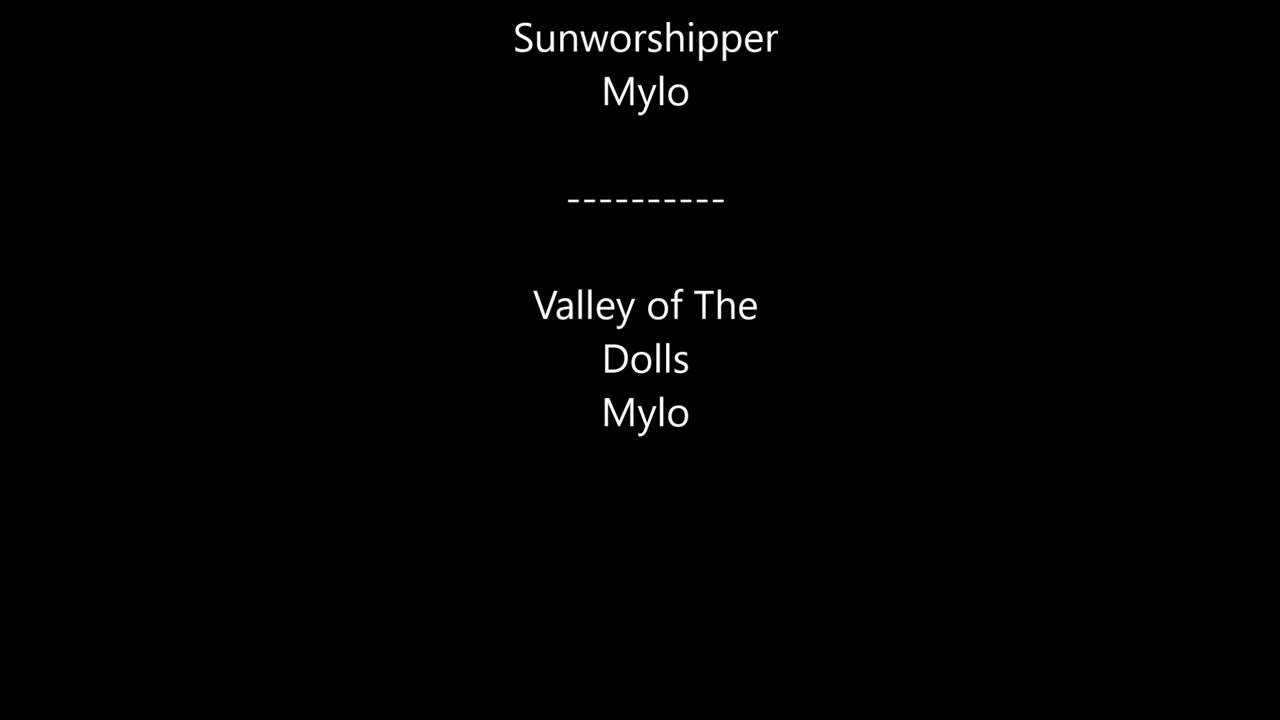 Sunworshipper
Mylo
----------
Valley of The
Dolls
Mylo